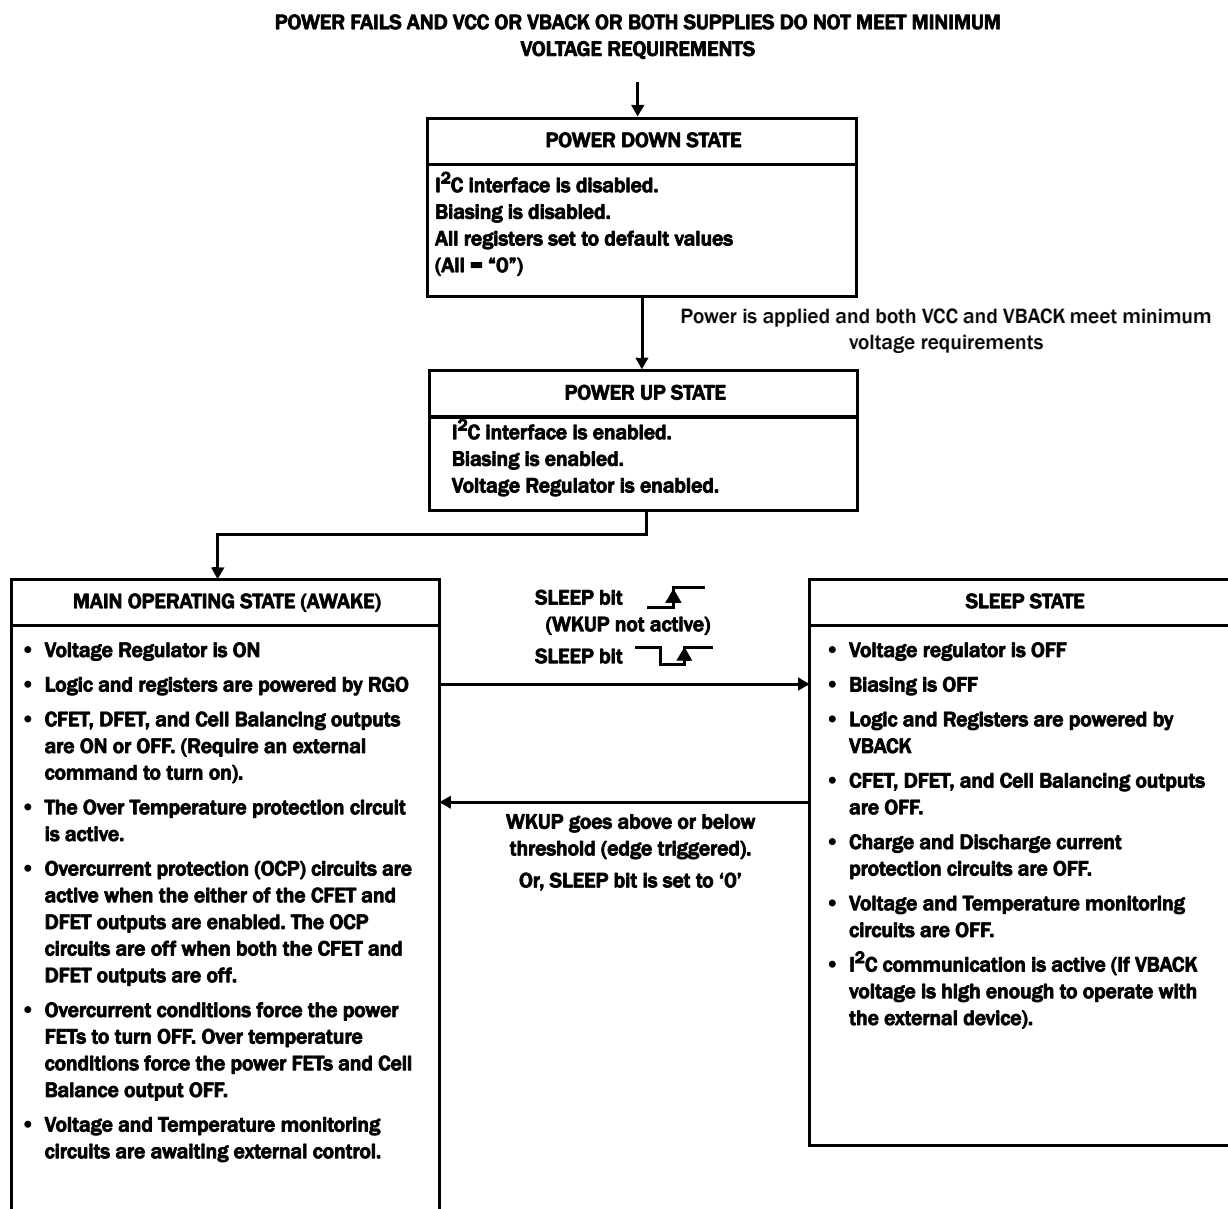 POWER FAILS AND VCC OR VBACK OR BOTH SUPPLIES DO NOT MEET MINIMUM
VOLTAGE REQUIREMENTS
POWER DOWN STATE
I²C interface is disabled.
Biasing is disabled.
All registers set to default values
(All = “0”)
Power is applied and both VCC and VBACK meet minimum
voltage requirements
POWER UP STATE
I²C interface is enabled.
Biasing is enabled.
Voltage Regulator is enabled.
MAIN OPERATING STATE (AWAKE)
• Voltage Regulator is ON
• Logic and registers are powered by RGO
• CFET, DFET, and Cell Balancing outputs
are ON or OFF. (Require an external
command to turn on).
• The Over Temperature protection circuit
is active.
• Overcurrent protection (OCP) circuits are
active when the either of the CFET and
DFET outputs are enabled. The OCP
circuits are off when both the CFET and
DFET outputs are off.
• Overcurrent conditions force the power
FETs to turn OFF. Over temperature
conditions force the power FETs and Cell
Balance output OFF.
• Voltage and Temperature monitoring
circuits are awaiting external control.
SLEEP bit
(WKUP not active)
SLEEP bit
WKUP goes above or below
threshold (edge triggered).
Or, SLEEP bit is set to ‘0’
SLEEP STATE
• Voltage regulator is OFF
• Biasing is OFF
• Logic and Registers are powered by
VBACK
• CFET, DFET, and Cell Balancing outputs
are OFF.
• Charge and Discharge current
protection circuits are OFF.
• Voltage and Temperature monitoring
circuits are OFF.
• I²C communication is active (If VBACK
voltage is high enough to operate with
the external device).